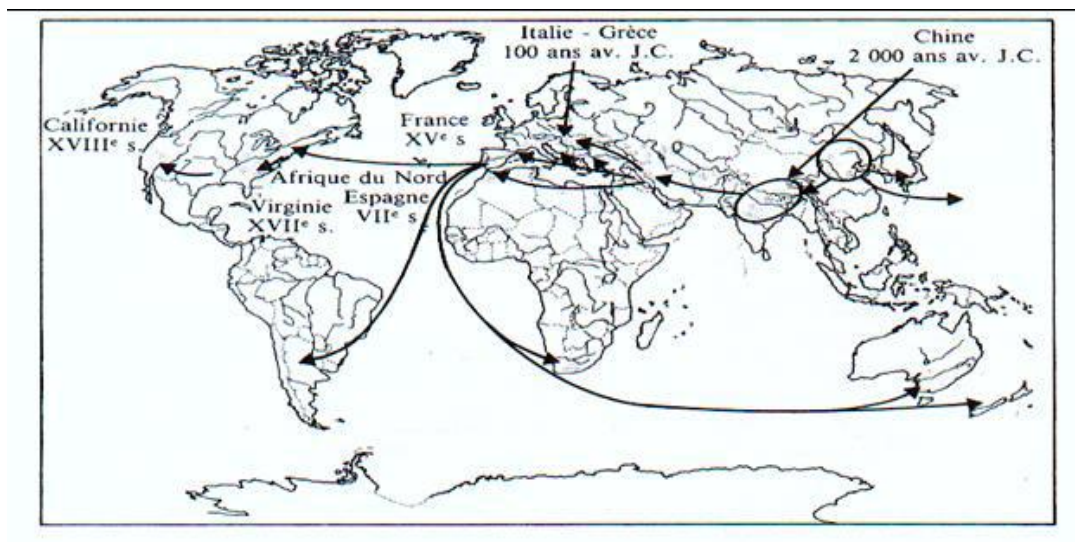 Italie - Grèce
100 ans av. J.C.
Chine
2 000 ans av. J.C.
Californie
XVIIIe s.
France
XVe s
Afrique du Nord
Espagne
VIIe s
Virginie
XVIIe s.